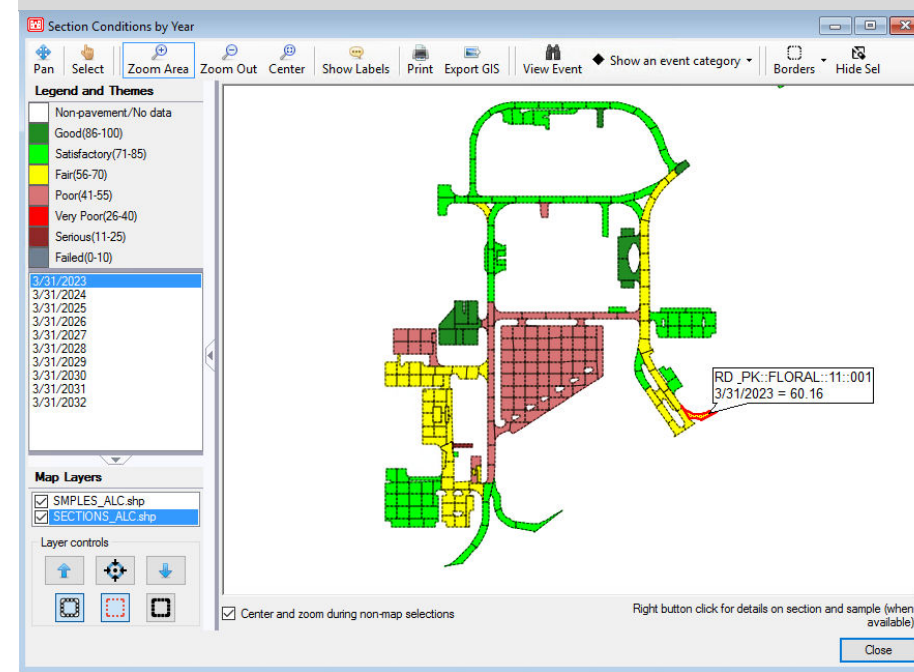 Section Conditions by Year
Pan Select Zoom Area Zoom Out Center Show Labels Print Export GIS View Event Show an event category Borders Hide Sel
Legend and Themes
Non-pavement/No data
Good(86-100)
Satisfactory(71-85)
Fair(56-70)
Poor(41-55)
Very Poor(26-40)
Serious(11-25)
Failed(0-10)
3/31/2023
3/31/2024
3/31/2025
3/31/2026
3/31/2027
3/31/2028
3/31/2029
3/31/2030
3/31/2031
3/31/2032
RD_PK::FLORAL::11::001
3/31/2023 = 60.16
Map Layers
SMPLES_ALC.shp
SECTIONS_ALC.shp
Layer controls
Center and zoom during non-map selections
Right button click for details on section and sample (when
available)
Close